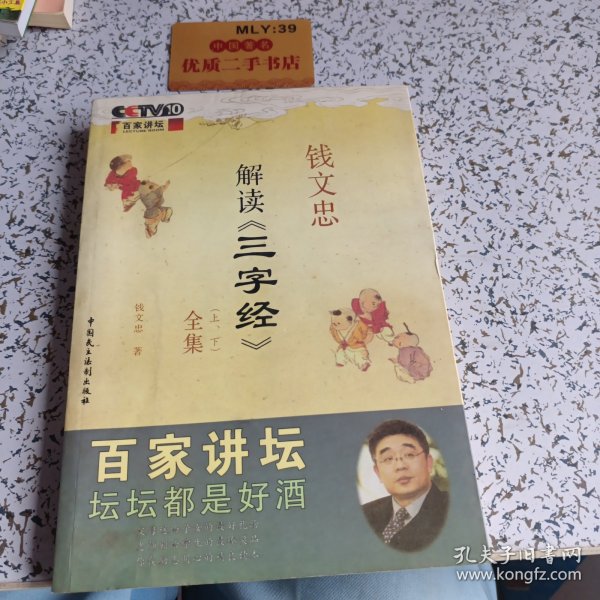 MLY:39
中国著名
优质二手书店
CCTV10
百家讲坛
LECTURE ROOM
钱文忠
解读《三字经》
(上、下)
全集
钱文忠 著
中国民主法制出版社
百家讲坛
坛坛都是好酒
孔夫子旧书网
www.kongfz.com